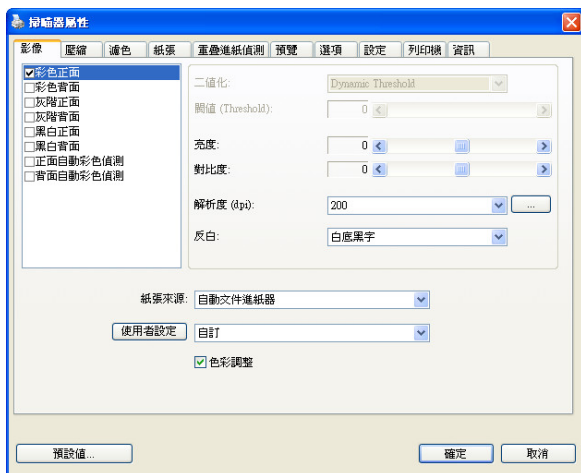 掃瞄器屬性
影像 壓縮 濾色 紙張 重疊進紙偵測 預覽 選項 設定 列印機 資訊
彩色正面
彩色背面
灰階正面
灰階背面
黑白正面
黑白背面
正面自動彩色偵測
背面自動彩色偵測
二值化: Dynamic Threshold
閾值 (Threshold): 0
亮度: 0
對比度: 0
解析度 (dpi): 200 ...
反白: 白底黑字
紙張來源: 自動文件進紙器
使用者設定 自訂
色彩調整
預設值... 確定 取消